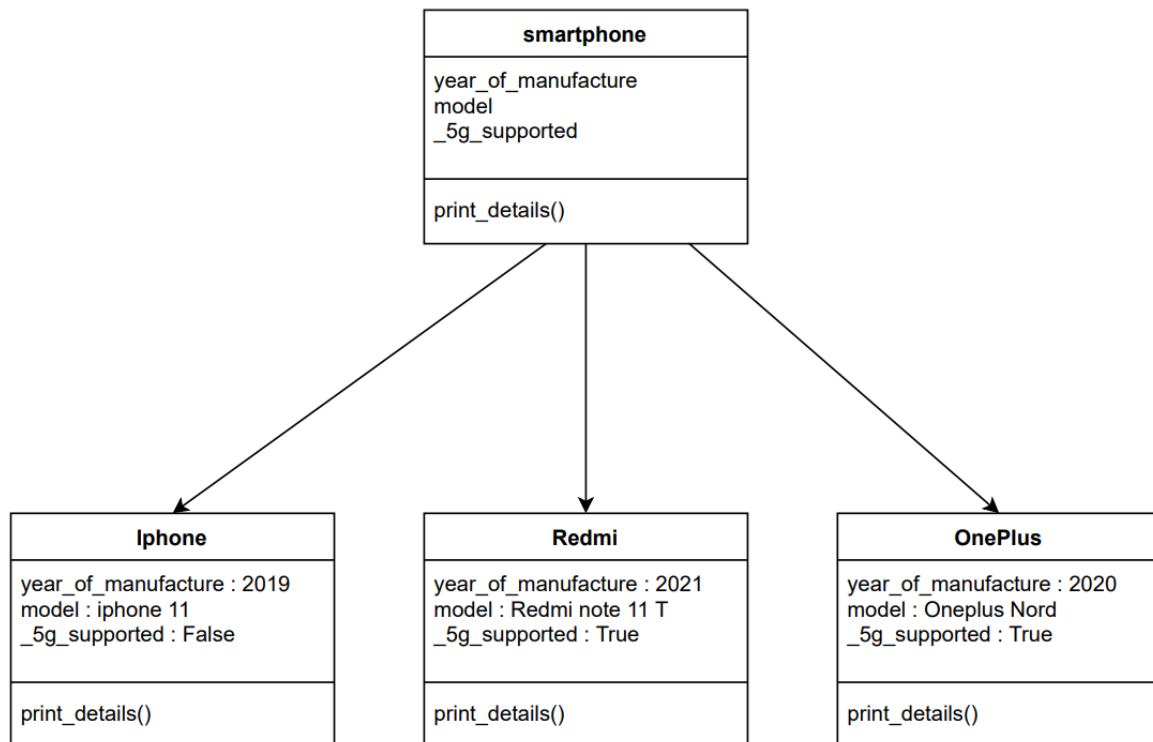 smartphone
year_of_manufacture
model
_5g_supported
print_details()
Iphone
year_of_manufacture : 2019
model : iphone 11
_5g_supported : False
print_details()
Redmi
year_of_manufacture : 2021
model : Redmi note 11 T
_5g_supported : True
print_details()
OnePlus
year_of_manufacture : 2020
model : Oneplus Nord
_5g_supported : True
print_details()